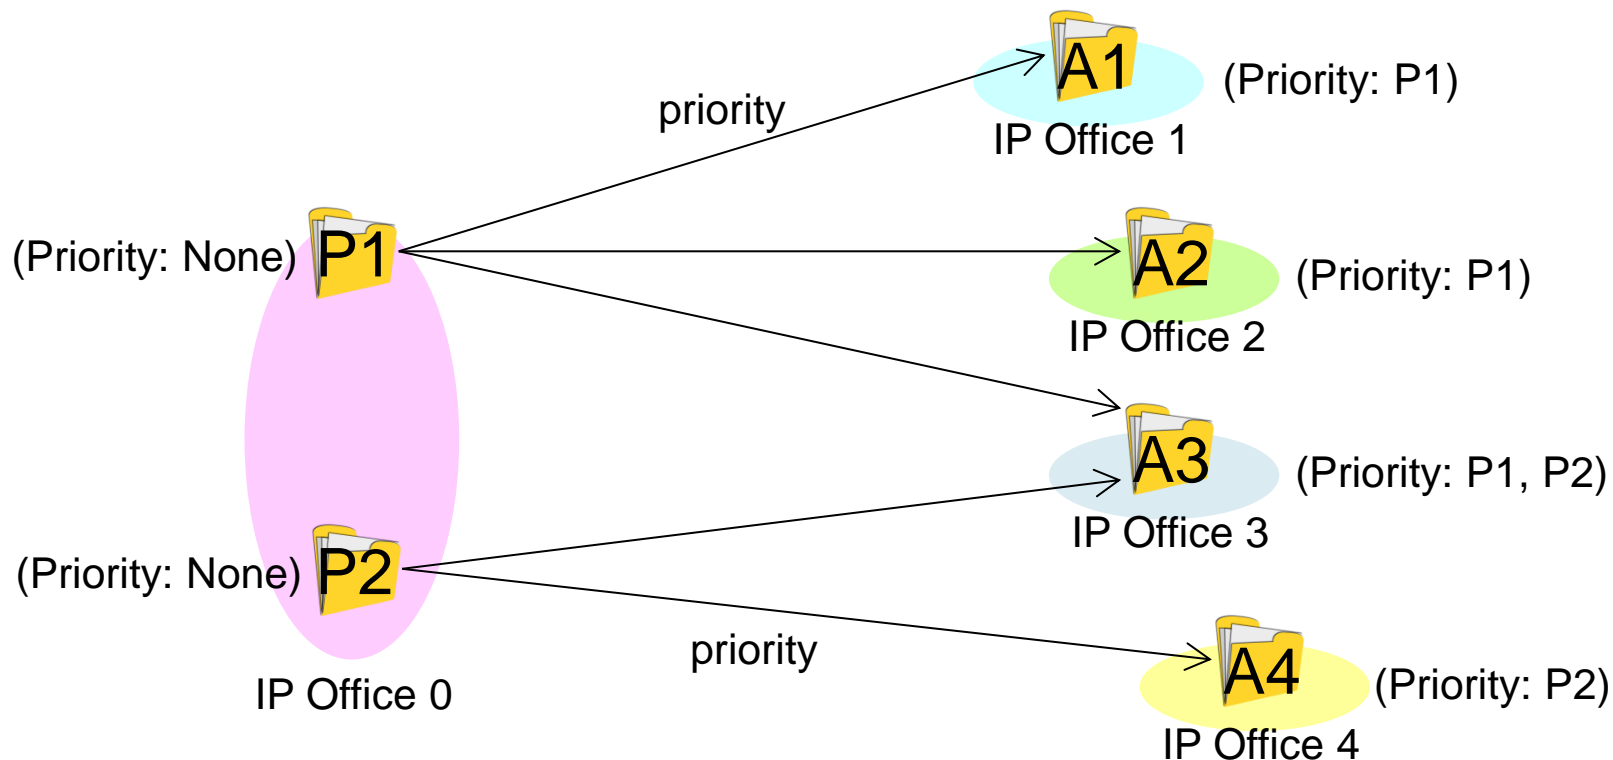 A1
(Priority: P1)
priority
IP Office 1
(Priority: None)
P1
A2
(Priority: P1)
IP Office 2
A3
(Priority: P1, P2)
IP Office 3
(Priority: None)
P2
priority
A4
(Priority: P2)
IP Office 0
IP Office 4